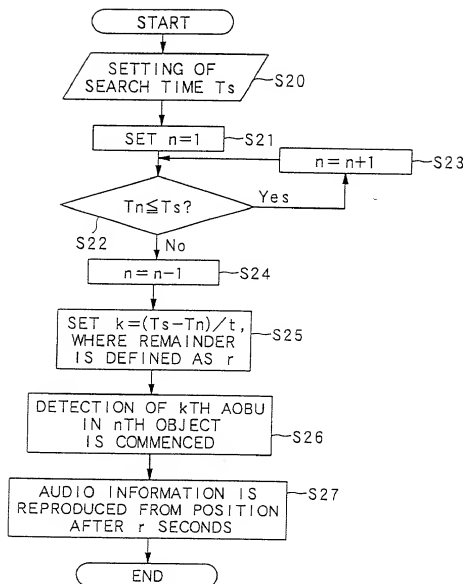 START
SETTING OF
SEARCH TIME Ts
S20
SET n=1
S21
n=n+1
S23
Tn≦Ts?
Yes
S22
No
n=n-1
S24
SET k=(Ts-Tn)/t,
WHERE REMAINDER
IS DEFINED AS r
S25
DETECTION OF kTH AOBU
IN nTH OBJECT
IS COMMENCED
S26
AUDIO INFORMATION IS
REPRODUCED FROM POSITION
AFTER r SECONDS
S27
END